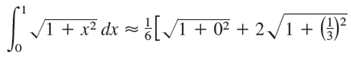 ∫₀¹ √(1 + x²) dx ≈ 1/6 [√(1 + 0²) + 2√(1 + (1/3)²)